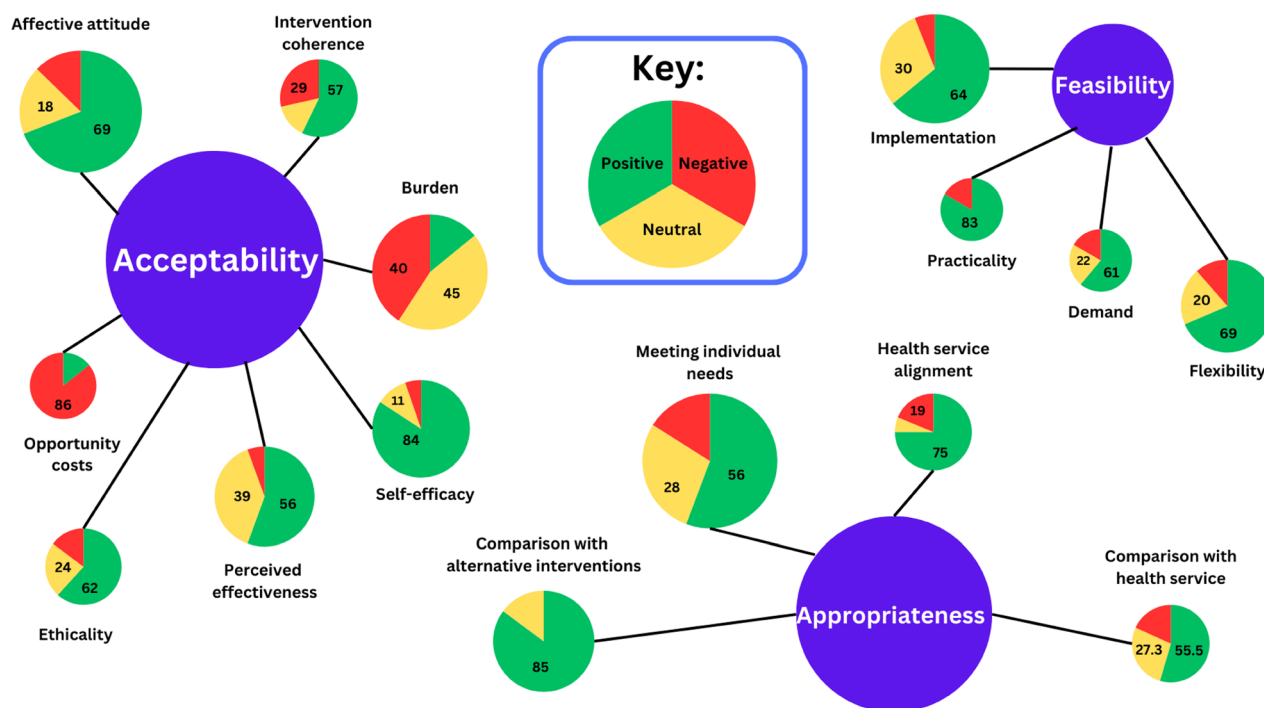 Affective attitude
18
69
Intervention
coherence
29
57
Burden
40
45
Acceptability
86
Opportunity
costs
11
84
Self-efficacy
39
56
Perceived
effectiveness
24
62
Ethicality
Key:
Positive
Negative
Neutral
30
64
Implementation
Feasibility
83
Practicality
22
61
Demand
20
69
Flexibility
Meeting individual
needs
28
56
Health service
alignment
19
75
Comparison with
alternative interventions
85
Appropriateness
Comparison with
health service
27.3
55.5